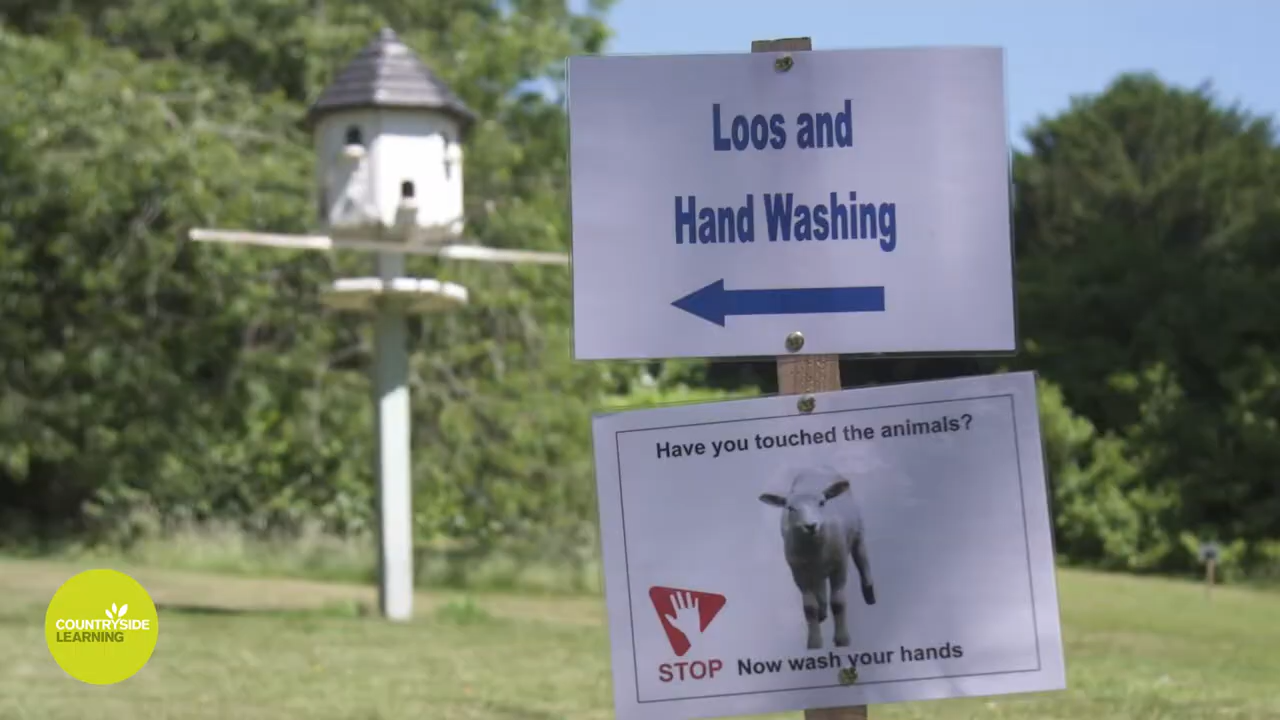 Loos and
Hand Washing
Have you touched the animals?
STOP
Now wash your hands
COUNTRYSIDE
LEARNING